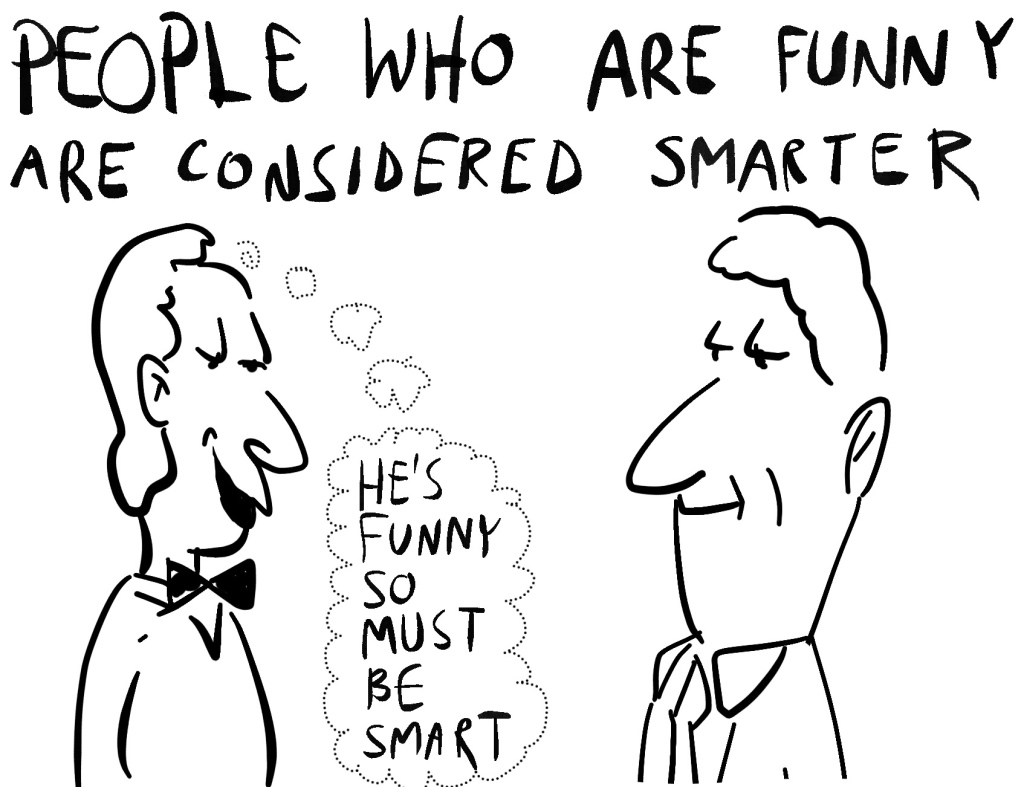 PEOPLE WHO ARE FUNNY
ARE CONSIDERED SMARTER
HE'S
FUNNY
SO
MUST
BE
SMART